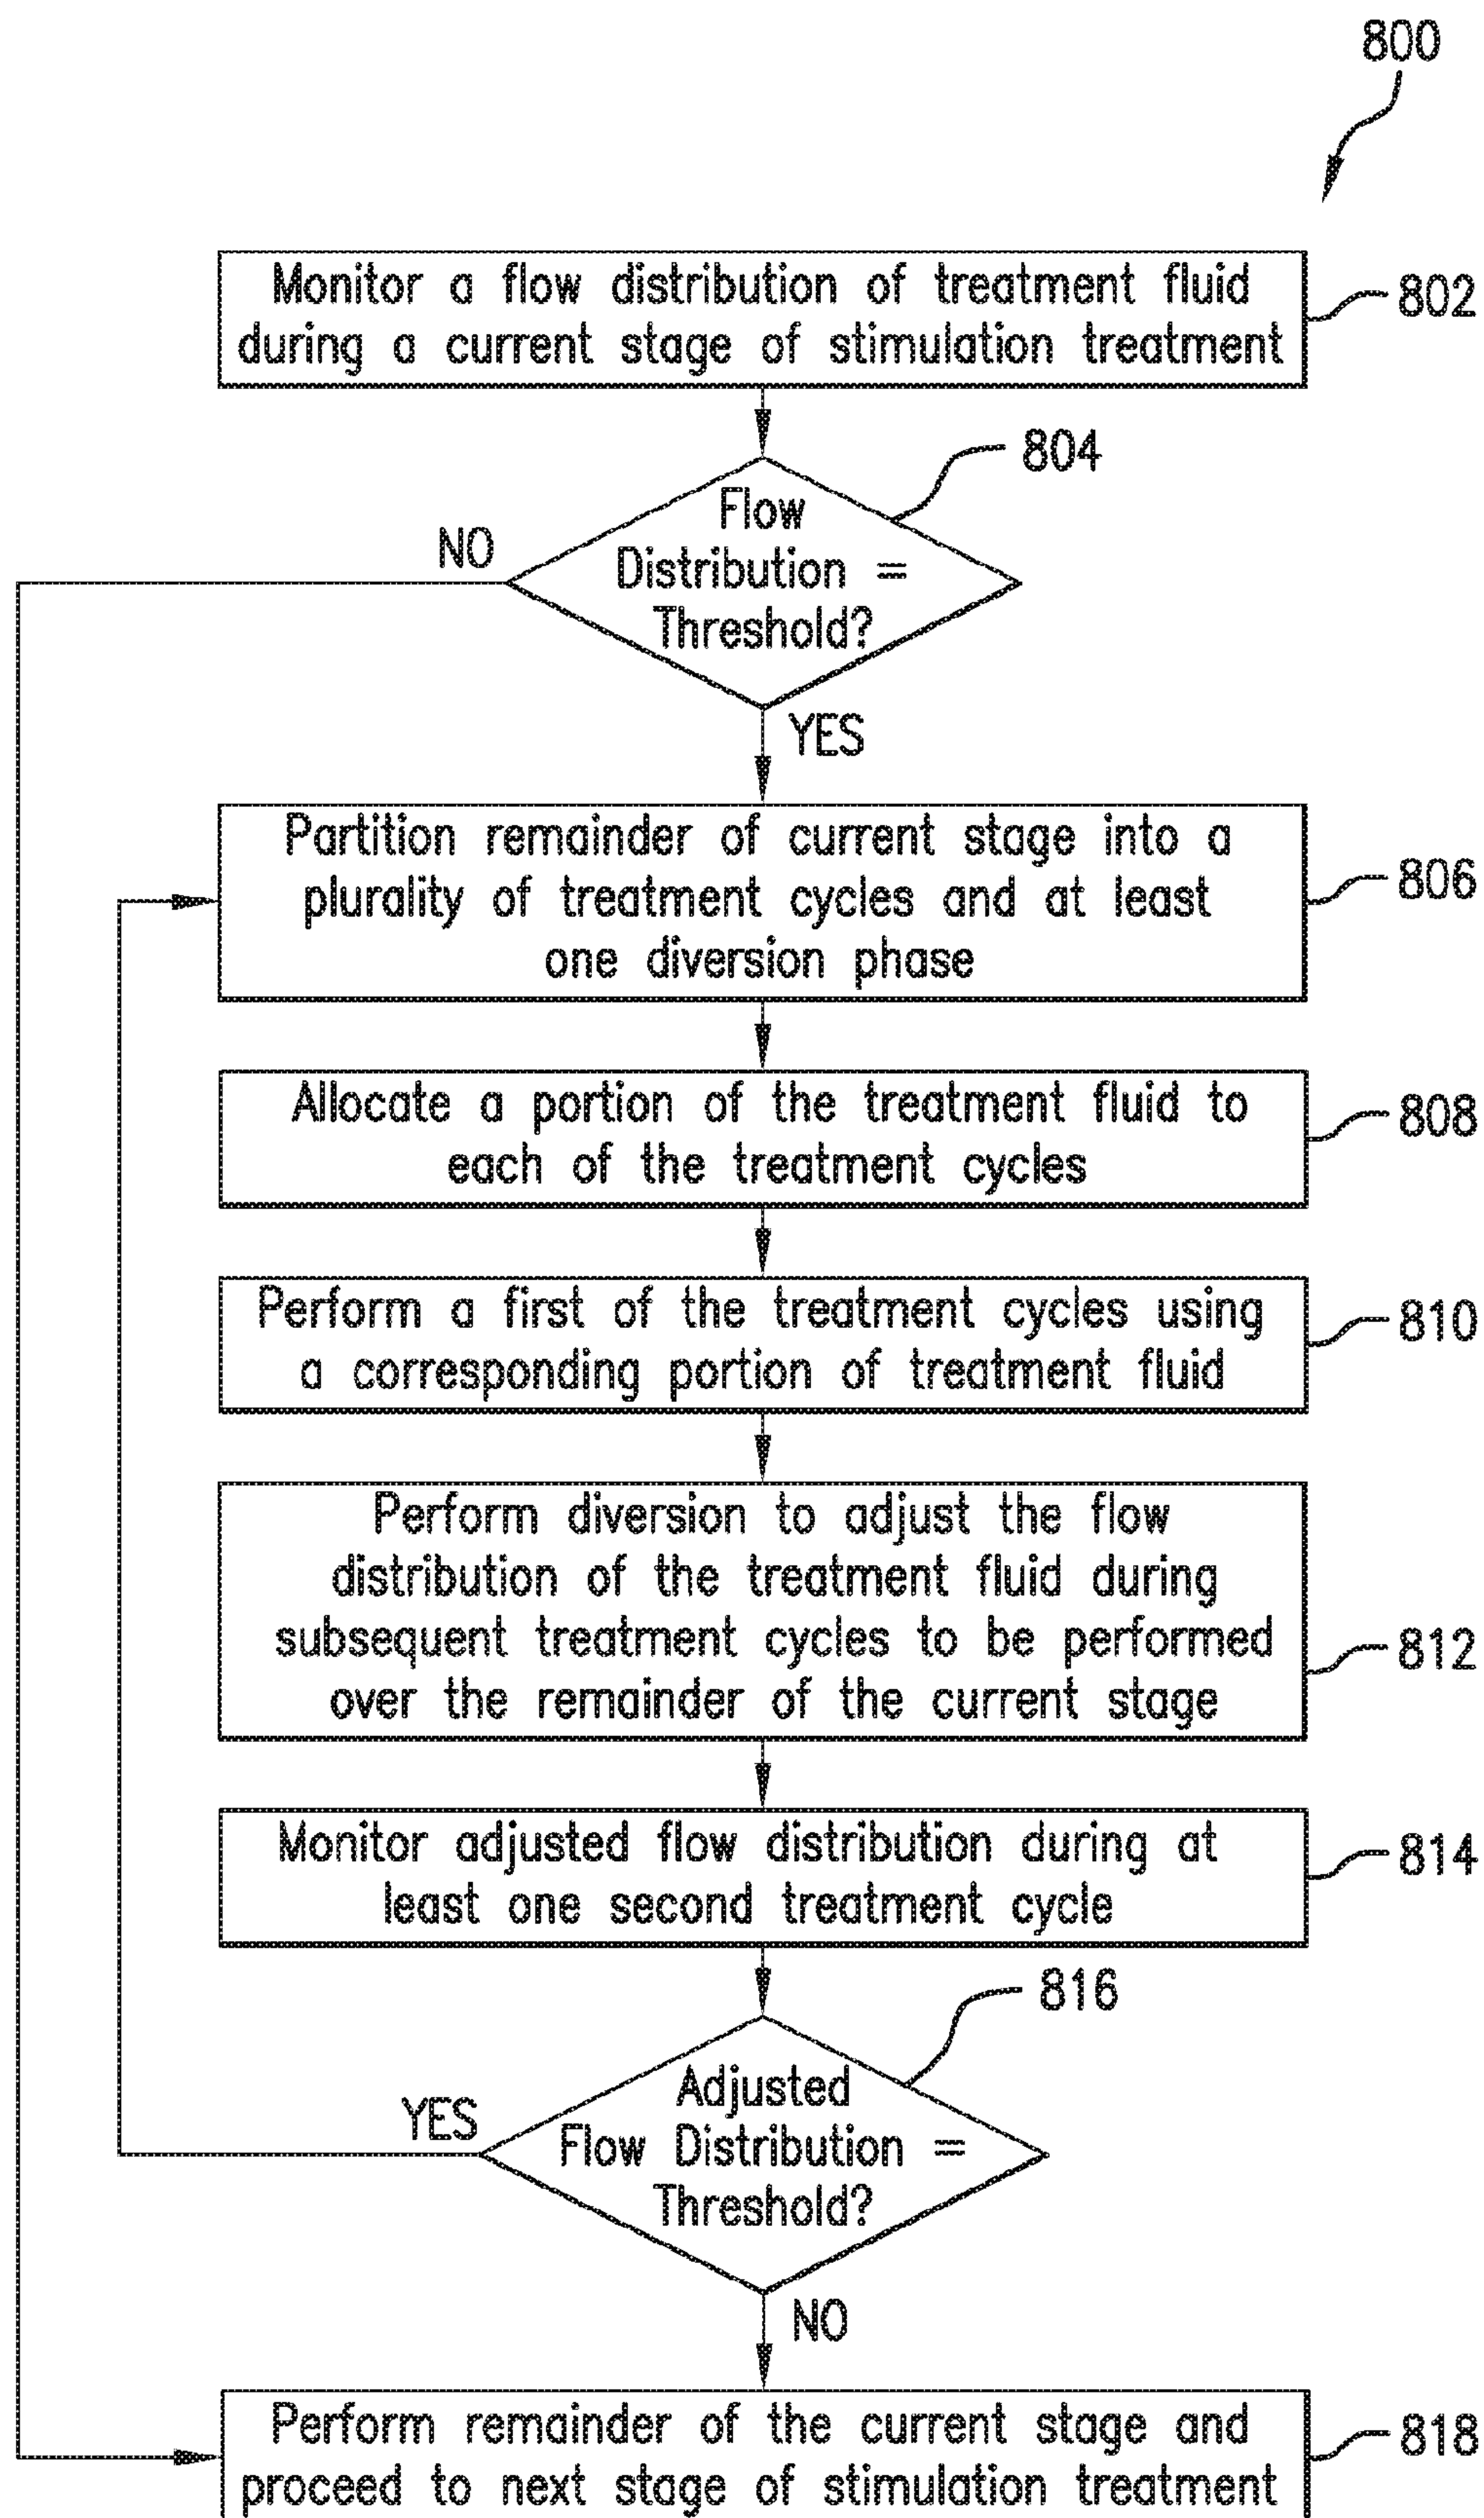 800
Monitor a flow distribution of treatment fluid
during a current stage of stimulation treatment
802
804
Flow
Distribution =
Threshold?
NO
YES
Partition remainder of current stage into a
plurality of treatment cycles and at least
one diversion phase
806
Allocate a portion of the treatment fluid to
each of the treatment cycles
808
Perform a first of the treatment cycles using
a corresponding portion of treatment fluid
810
Perform diversion to adjust the flow
distribution of the treatment fluid during
subsequent treatment cycles to be performed
over the remainder of the current stage
812
Monitor adjusted flow distribution during at
least one second treatment cycle
814
816
Adjusted
Flow Distribution =
Threshold?
YES
NO
Perform remainder of the current stage and
proceed to next stage of stimulation treatment
818